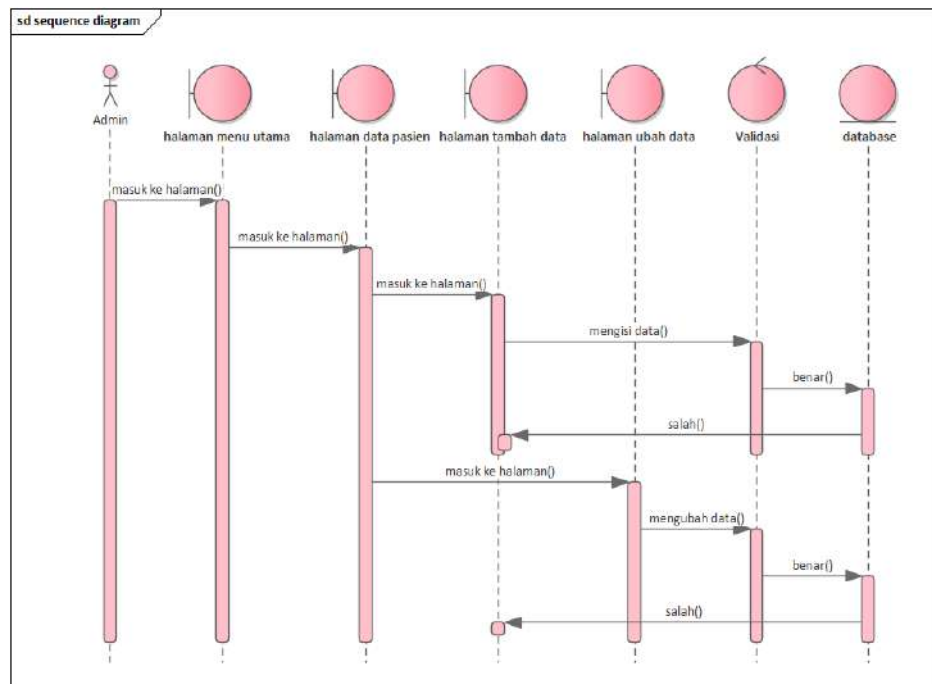 sd sequence diagram
Admin
halaman menu utama
halaman data pasien
halaman tambah data
halaman ubah data
Validasi
database
masuk ke halaman()
masuk ke halaman()
masuk ke halaman()
mengisi data()
benar()
salah()
masuk ke halaman()
mengubah data()
benar()
salah()